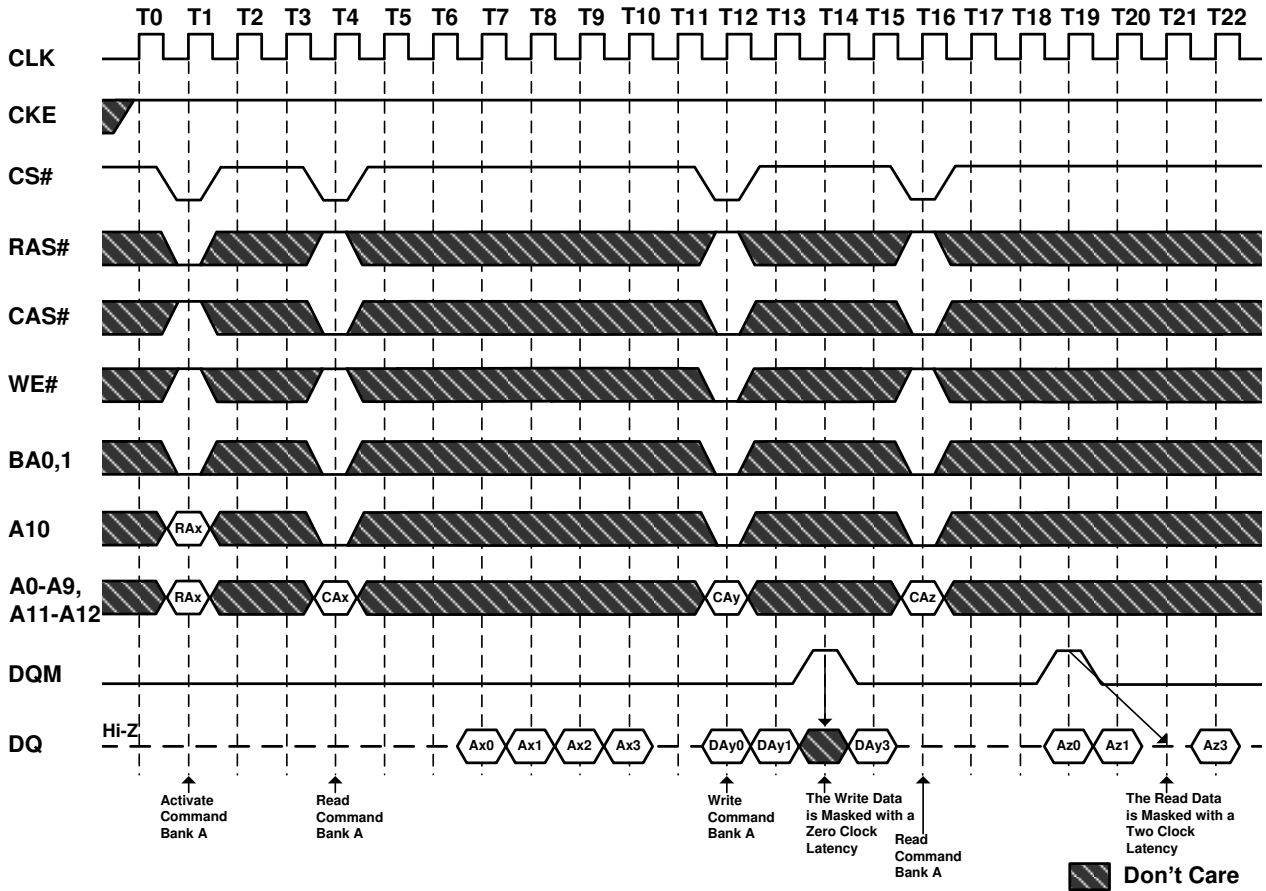 T0 T1 T2 T3 T4 T5 T6 T7 T8 T9 T10 T11 T12 T13 T14 T15 T16 T17 T18 T19 T20 T21 T22
CLK
CKE
CS#
RAS#
CAS#
WE#
BA0,1
A10 RAx
A0-A9,
A11-A12 RAx CAx CAy CAz
DQM
Hi-Z
DQ Ax0 Ax1 Ax2 Ax3 DAy0 DAy1 DAy3 Az0 Az1 Az3
Activate
Command
Bank A
Read
Command
Bank A
Write
Command
Bank A
The Write Data
is Masked with a
Zero Clock
Latency
Read
Command
Bank A
The Read Data
is Masked with a
Two Clock
Latency
Don't Care